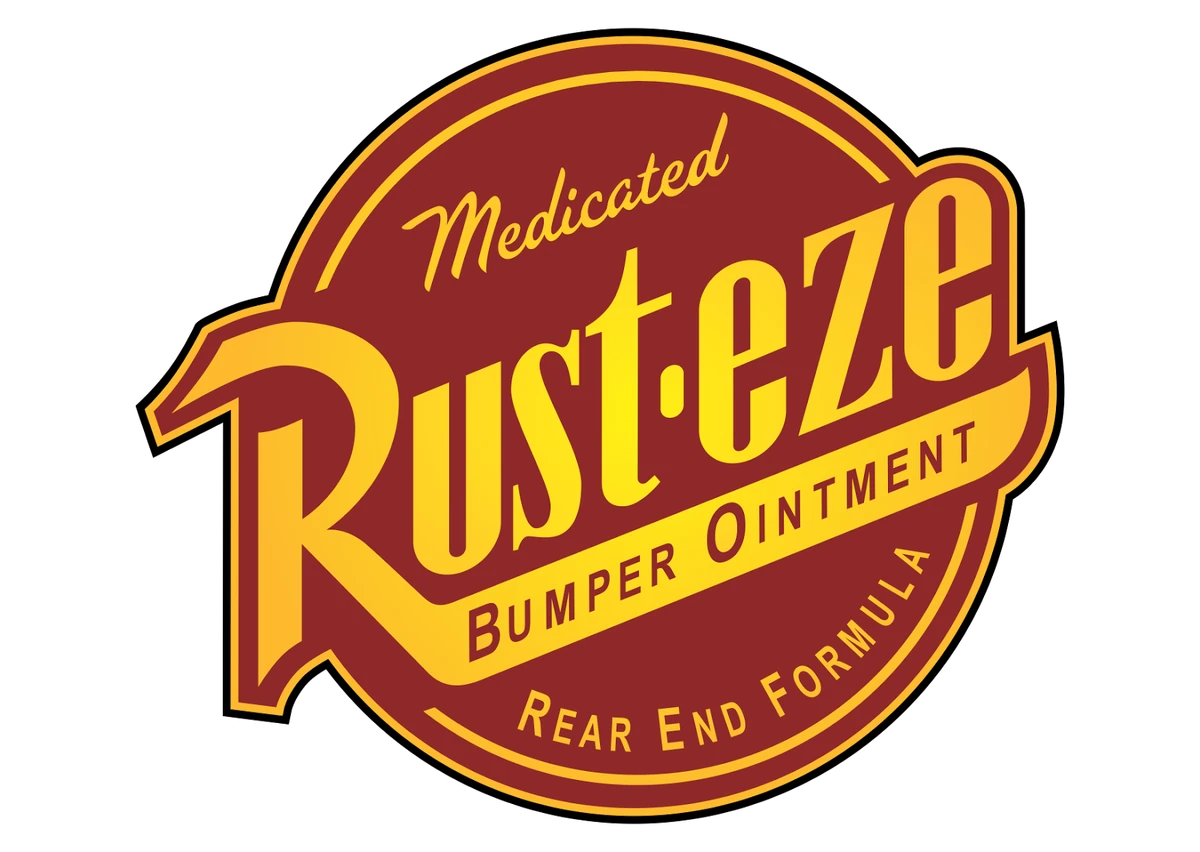 Medicated
Rust·eze
BUMPER OINTMENT
REAR END FORMULA